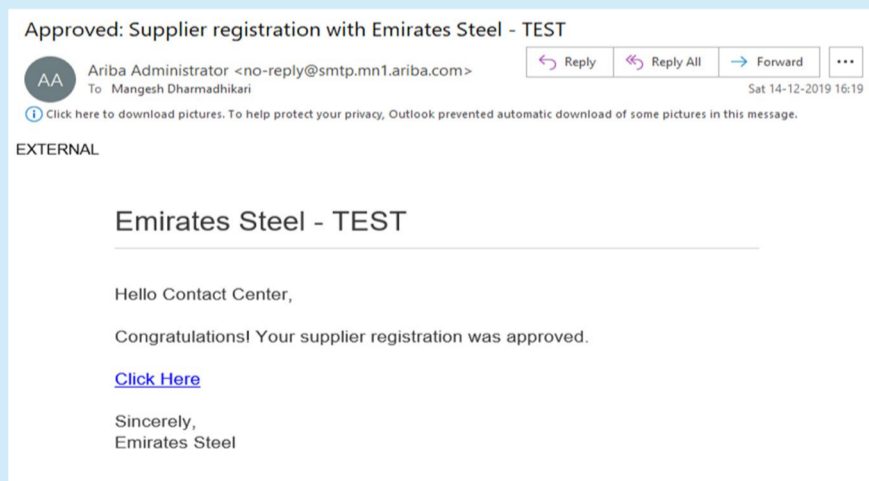 Approved: Supplier registration with Emirates Steel - TEST
AA
Ariba Administrator <no-reply@smtp.mn1.ariba.com>
To Mangesh Dharmadhikari
Reply
Reply All
Forward
...
Sat 14-12-2019 16:19
Click here to download pictures. To help protect your privacy, Outlook prevented automatic download of some pictures in this message.
EXTERNAL
Emirates Steel - TEST
Hello Contact Center,
Congratulations! Your supplier registration was approved.
Click Here
Sincerely,
Emirates Steel